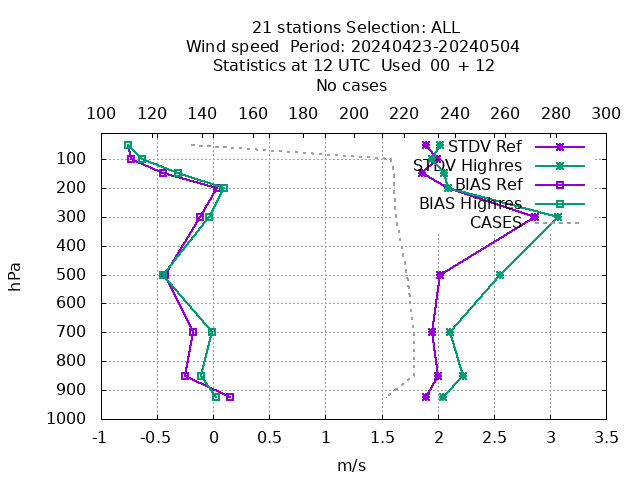 21 stations Selection: ALL
Wind speed  Period: 20240423-20240504
Statistics at 12 UTC  Used  00 + 12
No cases
100 120 140 160 180 200 220 240 260 280 300
STDV Ref
STDV Highres
BIAS Ref
BIAS Highres
CASES
100
200
300
400
500
600
700
800
900
1000
hPa
-1 -0.5 0 0.5 1 1.5 2 2.5 3 3.5
m/s